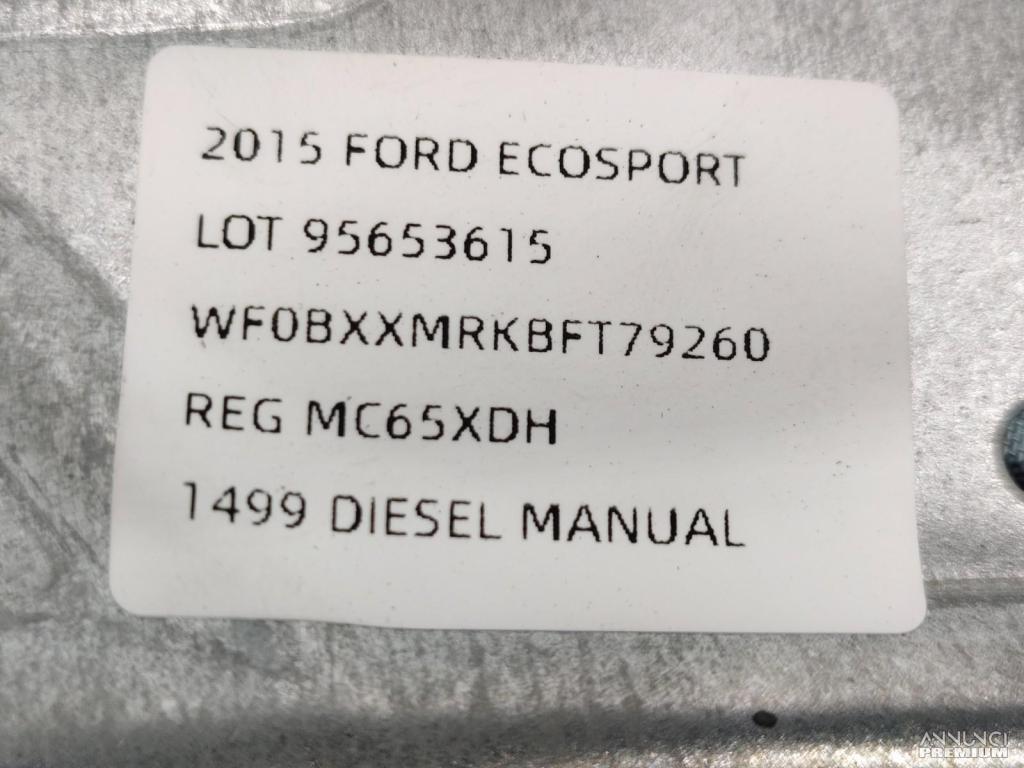 2015 FORD ECOSPORT
LOT 95653615
WF0BXXMRKBFT79260
REG MC65XDH
1499 DIESEL MANUAL
ANNUNCI
PREMIUM